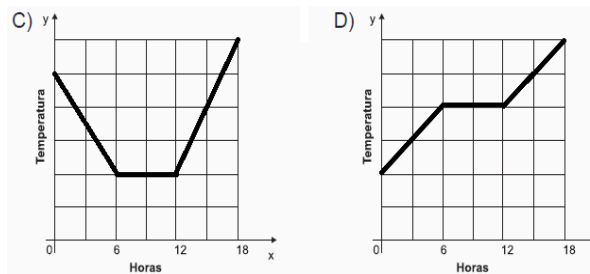 C)
y
Temperatura
0 6 12 18
x
Horas
D)
y
Temperatura
0 6 12 18
Horas